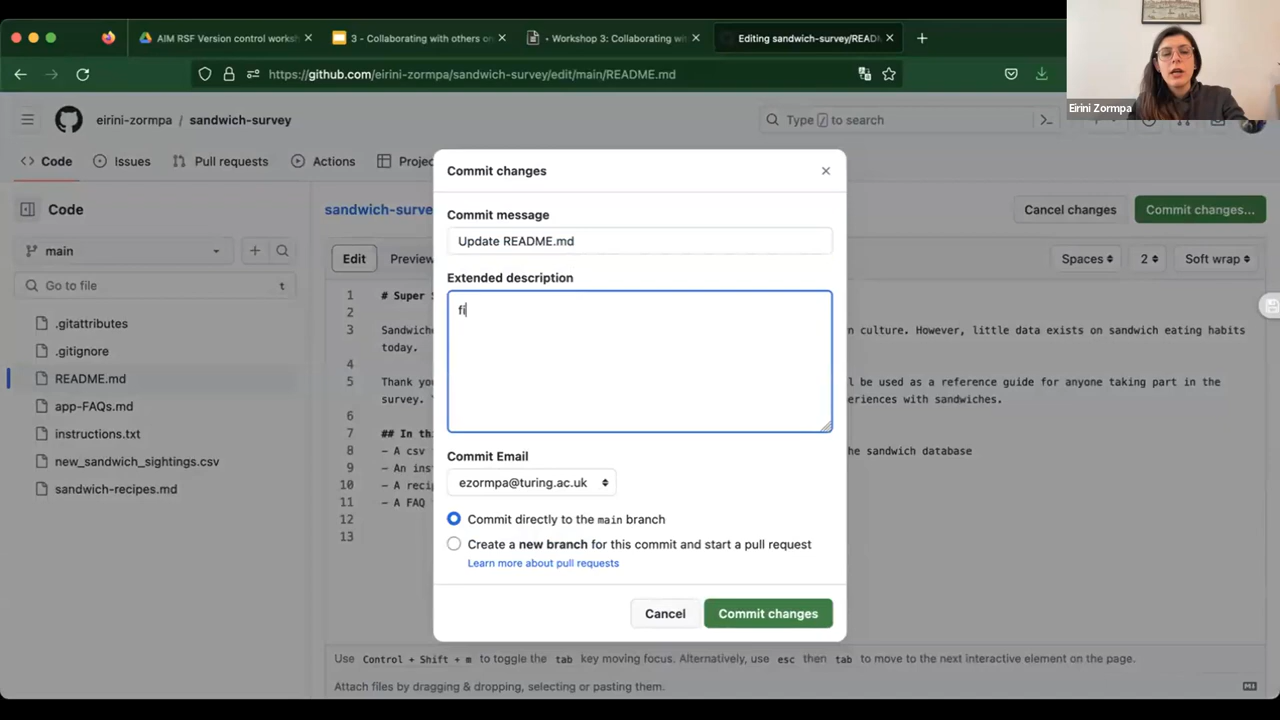 AIM RSF Version control works
3 - Collaborating with others o
- Workshop 3: Collaborating wit
Editing sandwich-survey/READ
https://github.com/eirini-zormpa/sandwich-survey/edit/main/README.md
Eirini Zormpa
eirini-zormpa / sandwich-survey
Type / to search
Code
Issues
Pull requests
Actions
Projec
Code
sandwich-surve
Cancel changes
Commit changes...
main
Edit
Preview
Spaces
2
Soft wrap
Go to file
t
.gitattributes
.gitignore
README.md
app-FAQs.md
instructions.txt
new_sandwich_sightings.csv
sandwich-recipes.md
1 # Super S
2
3 Sandwich
n culture. However, little data exists on sandwich eating habits
today.
4
5 Thank you
l be used as a reference guide for anyone taking part in the
survey.
eriences with sandwiches.
6
7 ## In thi
8 - A csv
he sandwich database
9 - An ins
10 - A reci
11 - A FAQ
12
13
Commit changes
Commit message
Update README.md
Extended description
fi
Commit Email
ezormpa@turing.ac.uk
Commit directly to the main branch
Create a new branch for this commit and start a pull request
Learn more about pull requests
Cancel
Commit changes
Use Control + Shift + m to toggle the tab key moving focus. Alternatively, use esc then tab to move to the next interactive element on the page.
Attach files by dragging & dropping, selecting or pasting them.